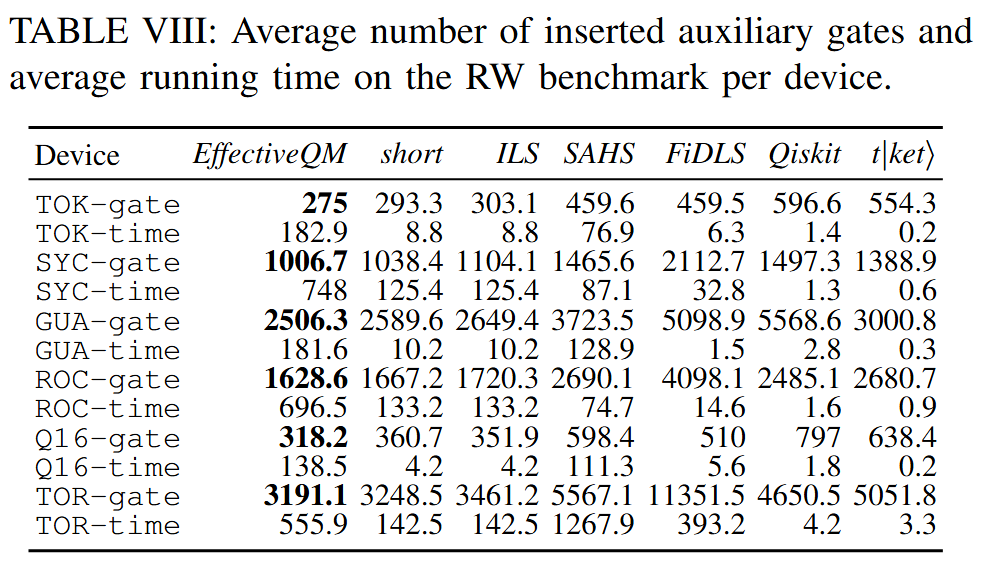 TABLE VIII: Average number of inserted auxiliary gates and
average running time on the RW benchmark per device.
Device EffectiveQM short ILS SAHS FiDLS Qiskit t|ket⟩
TOK-gate 275 293.3 303.1 459.6 459.5 596.6 554.3
TOK-time 182.9 8.8 8.8 76.9 6.3 1.4 0.2
SYC-gate 1006.7 1038.4 1104.1 1465.6 2112.7 1497.3 1388.9
SYC-time 748 125.4 125.4 87.1 32.8 1.3 0.6
GUA-gate 2506.3 2589.6 2649.4 3723.5 5098.9 5568.6 3000.8
GUA-time 181.6 10.2 10.2 128.9 1.5 2.8 0.3
ROC-gate 1628.6 1667.2 1720.3 2690.1 4098.1 2485.1 2680.7
ROC-time 696.5 133.2 133.2 74.7 14.6 1.6 0.9
Q16-gate 318.2 360.7 351.9 598.4 510 797 638.4
Q16-time 138.5 4.2 4.2 111.3 5.6 1.8 0.2
TOR-gate 3191.1 3248.5 3461.2 5567.1 11351.5 4650.5 5051.8
TOR-time 555.9 142.5 142.5 1267.9 393.2 4.2 3.3